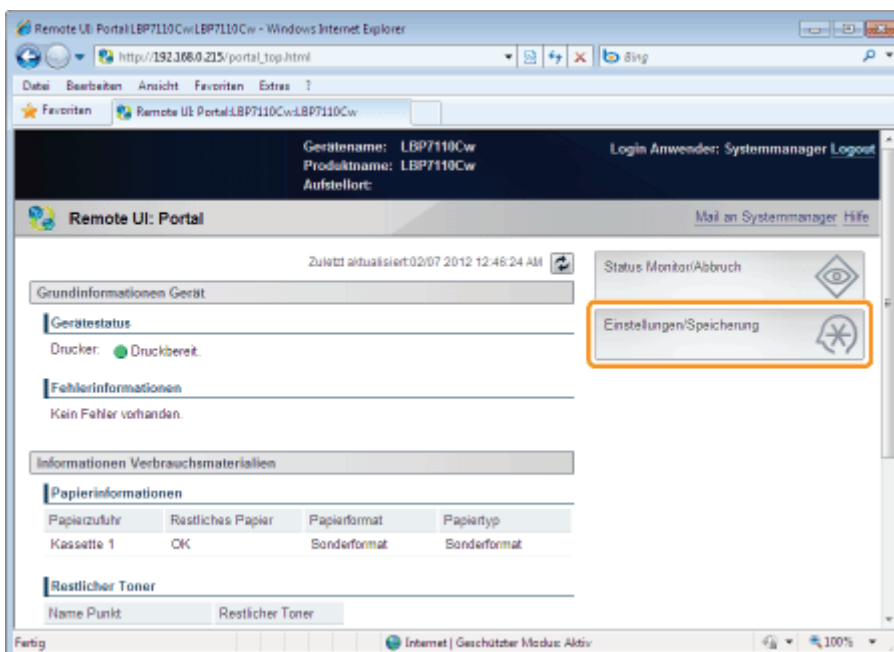 Remote UI: Portal:LBP7110Cw:LBP7110Cw - Windows Internet Explorer
http://192.168.0.215/portal_top.html
Bing
Datei Bearbeiten Ansicht Favoriten Extras ?
Favoriten Remote UI: Portal:LBP7110Cw:LBP7110Cw
Gerätename: LBP7110Cw
Produktname: LBP7110Cw
Aufstellort:
Login Anwender: Systemmanager Logout
Remote UI: Portal
Mail an Systemmanager Hilfe
Zuletzt aktualisiert:02/07 2012 12:46:24 AM
Status Monitor/Abbruch
Einstellungen/Speicherung
Grundinformationen Gerät
Gerätestatus
Drucker: Druckbereit.
Fehlerinformationen
Kein Fehler vorhanden.
Informationen Verbrauchsmaterialien
Papierinformationen
Papierzufuhr Restliches Papier Papierformat Papiertyp
Kassette 1 OK Sonderformat Sonderformat
Restlicher Toner
Name Punkt Restlicher Toner
Fertig Internet | Geschützter Modus: Aktiv 100%